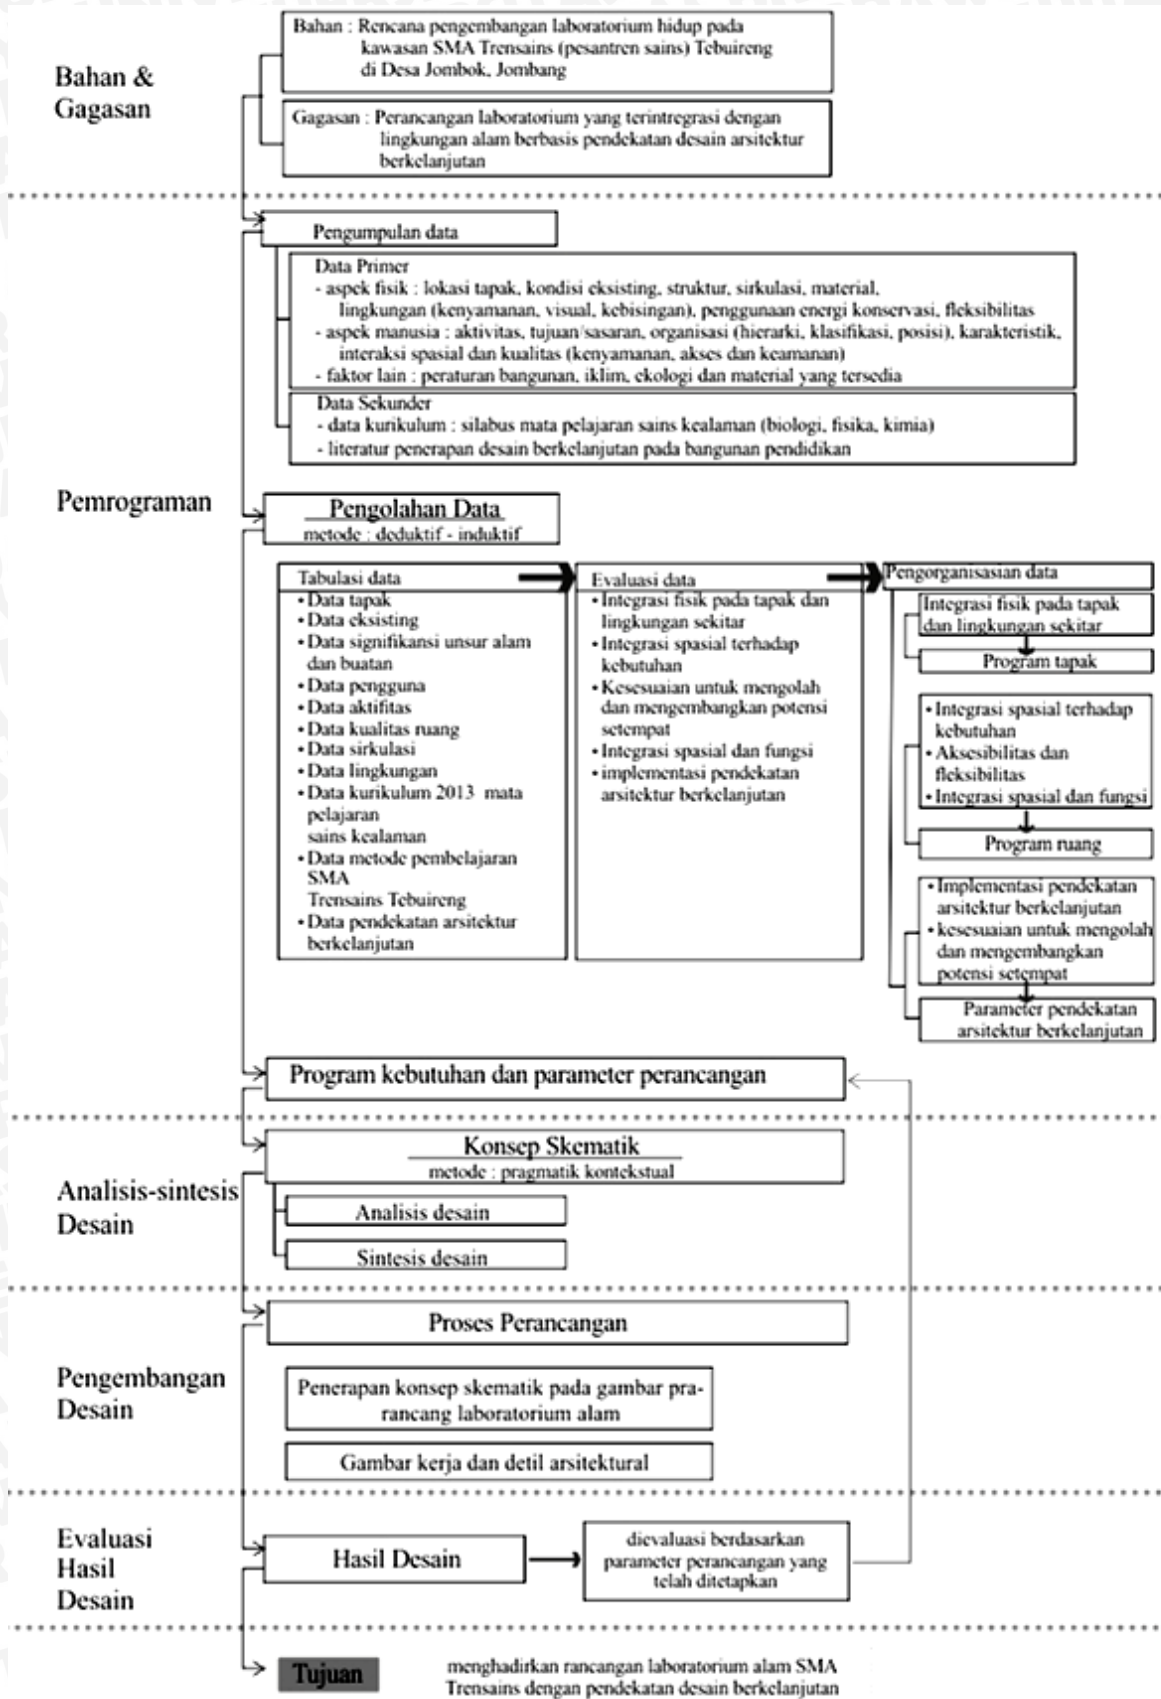 Bahan &
Gagasan
Bahan : Rencana pengembangan laboratorium hidup pada
kawasan SMA Trensains (pesantren sains) Tebuireng
di Desa Jombok, Jombang
Gagasan : Perancangan laboratorium yang terintregrasi dengan
lingkungan alam berbasis pendekatan desain arsitektur
berkelanjutan
Pemrograman
Pengumpulan data
Data Primer
- aspek fisik : lokasi tapak, kondisi eksisting, struktur, sirkulasi, material,
lingkungan (kenyamanan, visual, kebisingan), penggunaan energi konservasi, fleksibilitas
- aspek manusia : aktivitas, tujuan/sasaran, organisasi (hierarki, klasifikasi, posisi), karakteristik,
interaksi spasial dan kualitas (kenyamanan, akses dan keamanan)
- faktor lain : peraturan bangunan, iklim, ekologi dan material yang tersedia
Data Sekunder
- data kurikulum : silabus mata pelajaran sains kealaman (biologi, fisika, kimia)
- literatur penerapan desain berkelanjutan pada bangunan pendidikan
Pengolahan Data
metode : deduktif - induktif
Tabulasi data
• Data tapak
• Data eksisting
• Data signifikansi unsur alam
dan buatan
• Data pengguna
• Data aktifitas
• Data kualitas ruang
• Data sirkulasi
• Data lingkungan
• Data kurikulum 2013 mata
pelajaran
sains kealaman
• Data metode pembelajaran
SMA
Trensains Tebuireng
• Data pendekatan arsitektur
berkelanjutan
Evaluasi data
• Integrasi fisik pada tapak dan
lingkungan sekitar
• Integrasi spasial terhadap
kebutuhan
• Kesesuaian untuk mengolah
dan mengembangkan potensi
setempat
• Integrasi spasial dan fungsi
• implementasi pendekatan
arsitektur berkelanjutan
Pengorganisasian data
Integrasi fisik pada tapak
dan lingkungan sekitar
Program tapak
• Integrasi spasial terhadap
kebutuhan
• Aksesibilitas dan
fleksibilitas
• Integrasi spasial dan fungsi
Program ruang
• Implementasi pendekatan
arsitektur berkelanjutan
• kesesuaian untuk mengolah
dan mengembangkan
potensi setempat
Parameter pendekatan
arsitektur berkelanjutan
Program kebutuhan dan parameter perancangan
Analisis-sintesis
Desain
Konsep Skematik
metode : pragmatik kontekstual
Analisis desain
Sintesis desain
Pengembangan
Desain
Proses Perancangan
Penerapan konsep skematik pada gambar pra-
rancang laboratorium alam
Gambar kerja dan detil arsitektural
Evaluasi
Hasil
Desain
Hasil Desain
dievaluasi berdasarkan
parameter perancangan yang
telah ditetapkan
Tujuan
menghadirkan rancangan laboratorium alam SMA
Trensains dengan pendekatan desain berkelanjutan